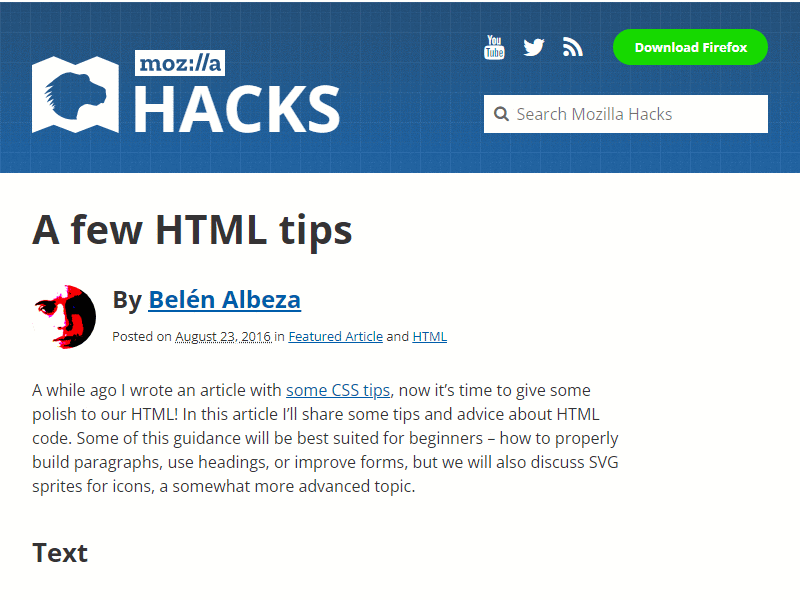 You
Tube
Download Firefox
moz://a
HACKS
Search Mozilla Hacks
A few HTML tips
By Belén Albeza
Posted on August 23, 2016 in Featured Article and HTML
A while ago I wrote an article with some CSS tips, now it’s time to give some
polish to our HTML! In this article I’ll share some tips and advice about HTML
code. Some of this guidance will be best suited for beginners – how to properly
build paragraphs, use headings, or improve forms, but we will also discuss SVG
sprites for icons, a somewhat more advanced topic.
Text